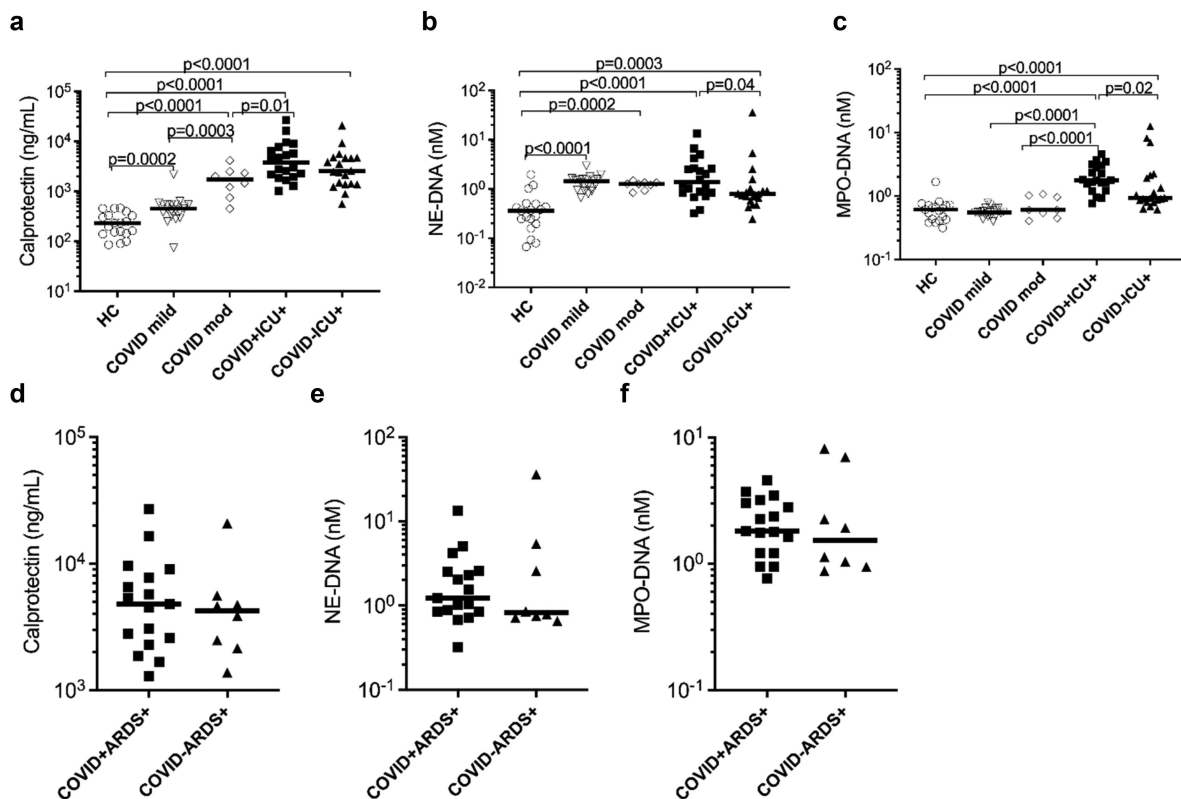 a
p<0.0001
p<0.0001
p<0.0001 p=0.01
p=0.0003
p=0.0002
Calprotectin (ng/mL)
10^5
10^4
10^3
10^2
10^1
HC
COVID mild
COVID mod
COVID+ICU+
COVID-ICU+
b
p=0.0003
p<0.0001 p=0.04
p=0.0002
p<0.0001
NE-DNA (nM)
10^2
10^1
10^0
10^-1
10^-2
HC
COVID mild
COVID mod
COVID+ICU+
COVID-ICU+
c
p<0.0001
p<0.0001 p=0.02
p<0.0001
p<0.0001
MPO-DNA (nM)
10^2
10^1
10^0
10^-1
HC
COVID mild
COVID mod
COVID+ICU+
COVID-ICU+
d
Calprotectin (ng/mL)
10^5
10^4
10^3
COVID+ARDS+
COVID-ARDS+
e
NE-DNA (nM)
10^2
10^1
10^0
10^-1
COVID+ARDS+
COVID-ARDS+
f
MPO-DNA (nM)
10^1
10^0
10^-1
COVID+ARDS+
COVID-ARDS+